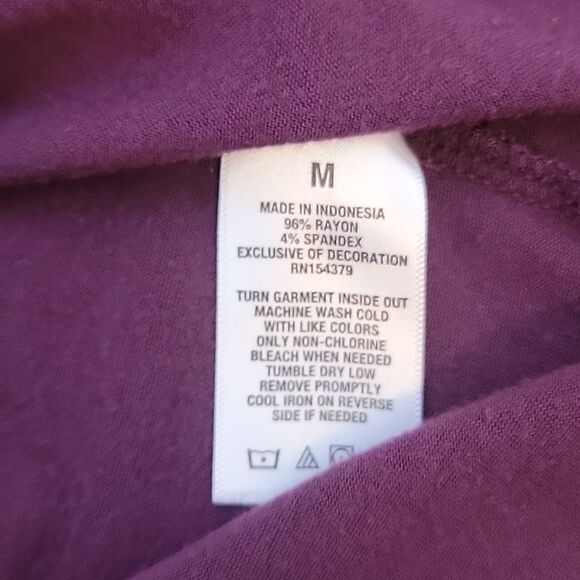 M
MADE IN INDONESIA
96% RAYON
4% SPANDEX
EXCLUSIVE OF DECORATION
RN154379
TURN GARMENT INSIDE OUT
MACHINE WASH COLD
WITH LIKE COLORS
ONLY NON-CHLORINE
BLEACH WHEN NEEDED
TUMBLE DRY LOW
REMOVE PROMPTLY
COOL IRON ON REVERSE
SIDE IF NEEDED